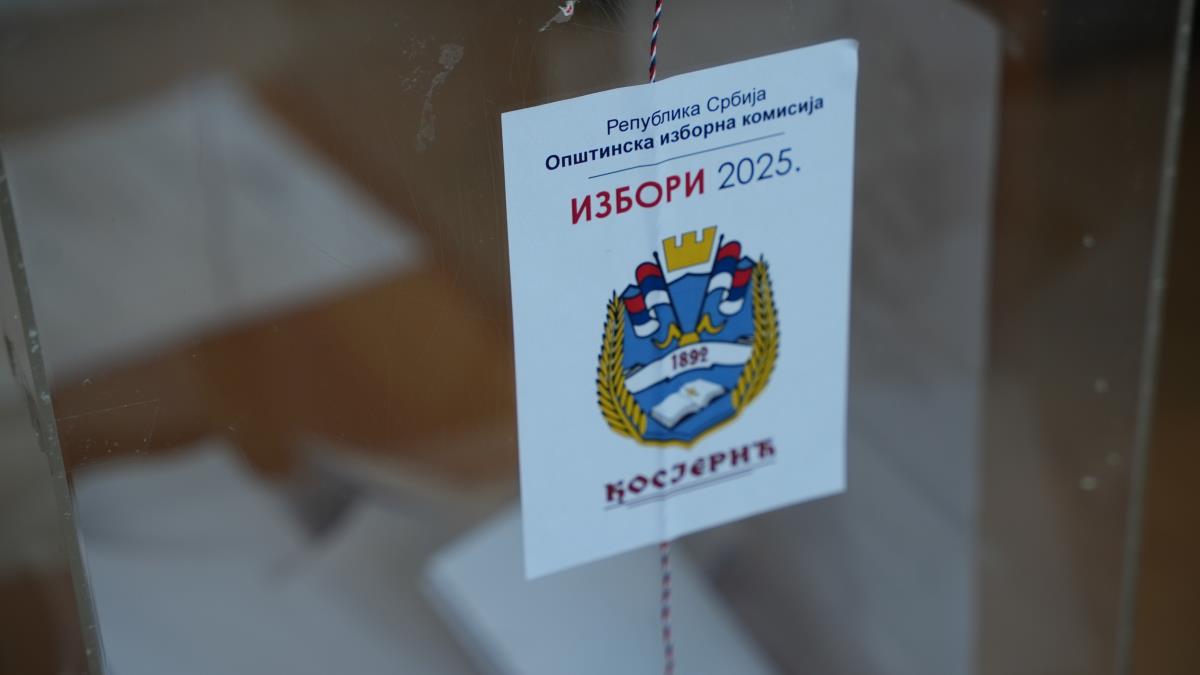 Република Србија
Општинска изборна комисија
ИЗБОРИ 2025.
1892
КОСЈЕРИЋ